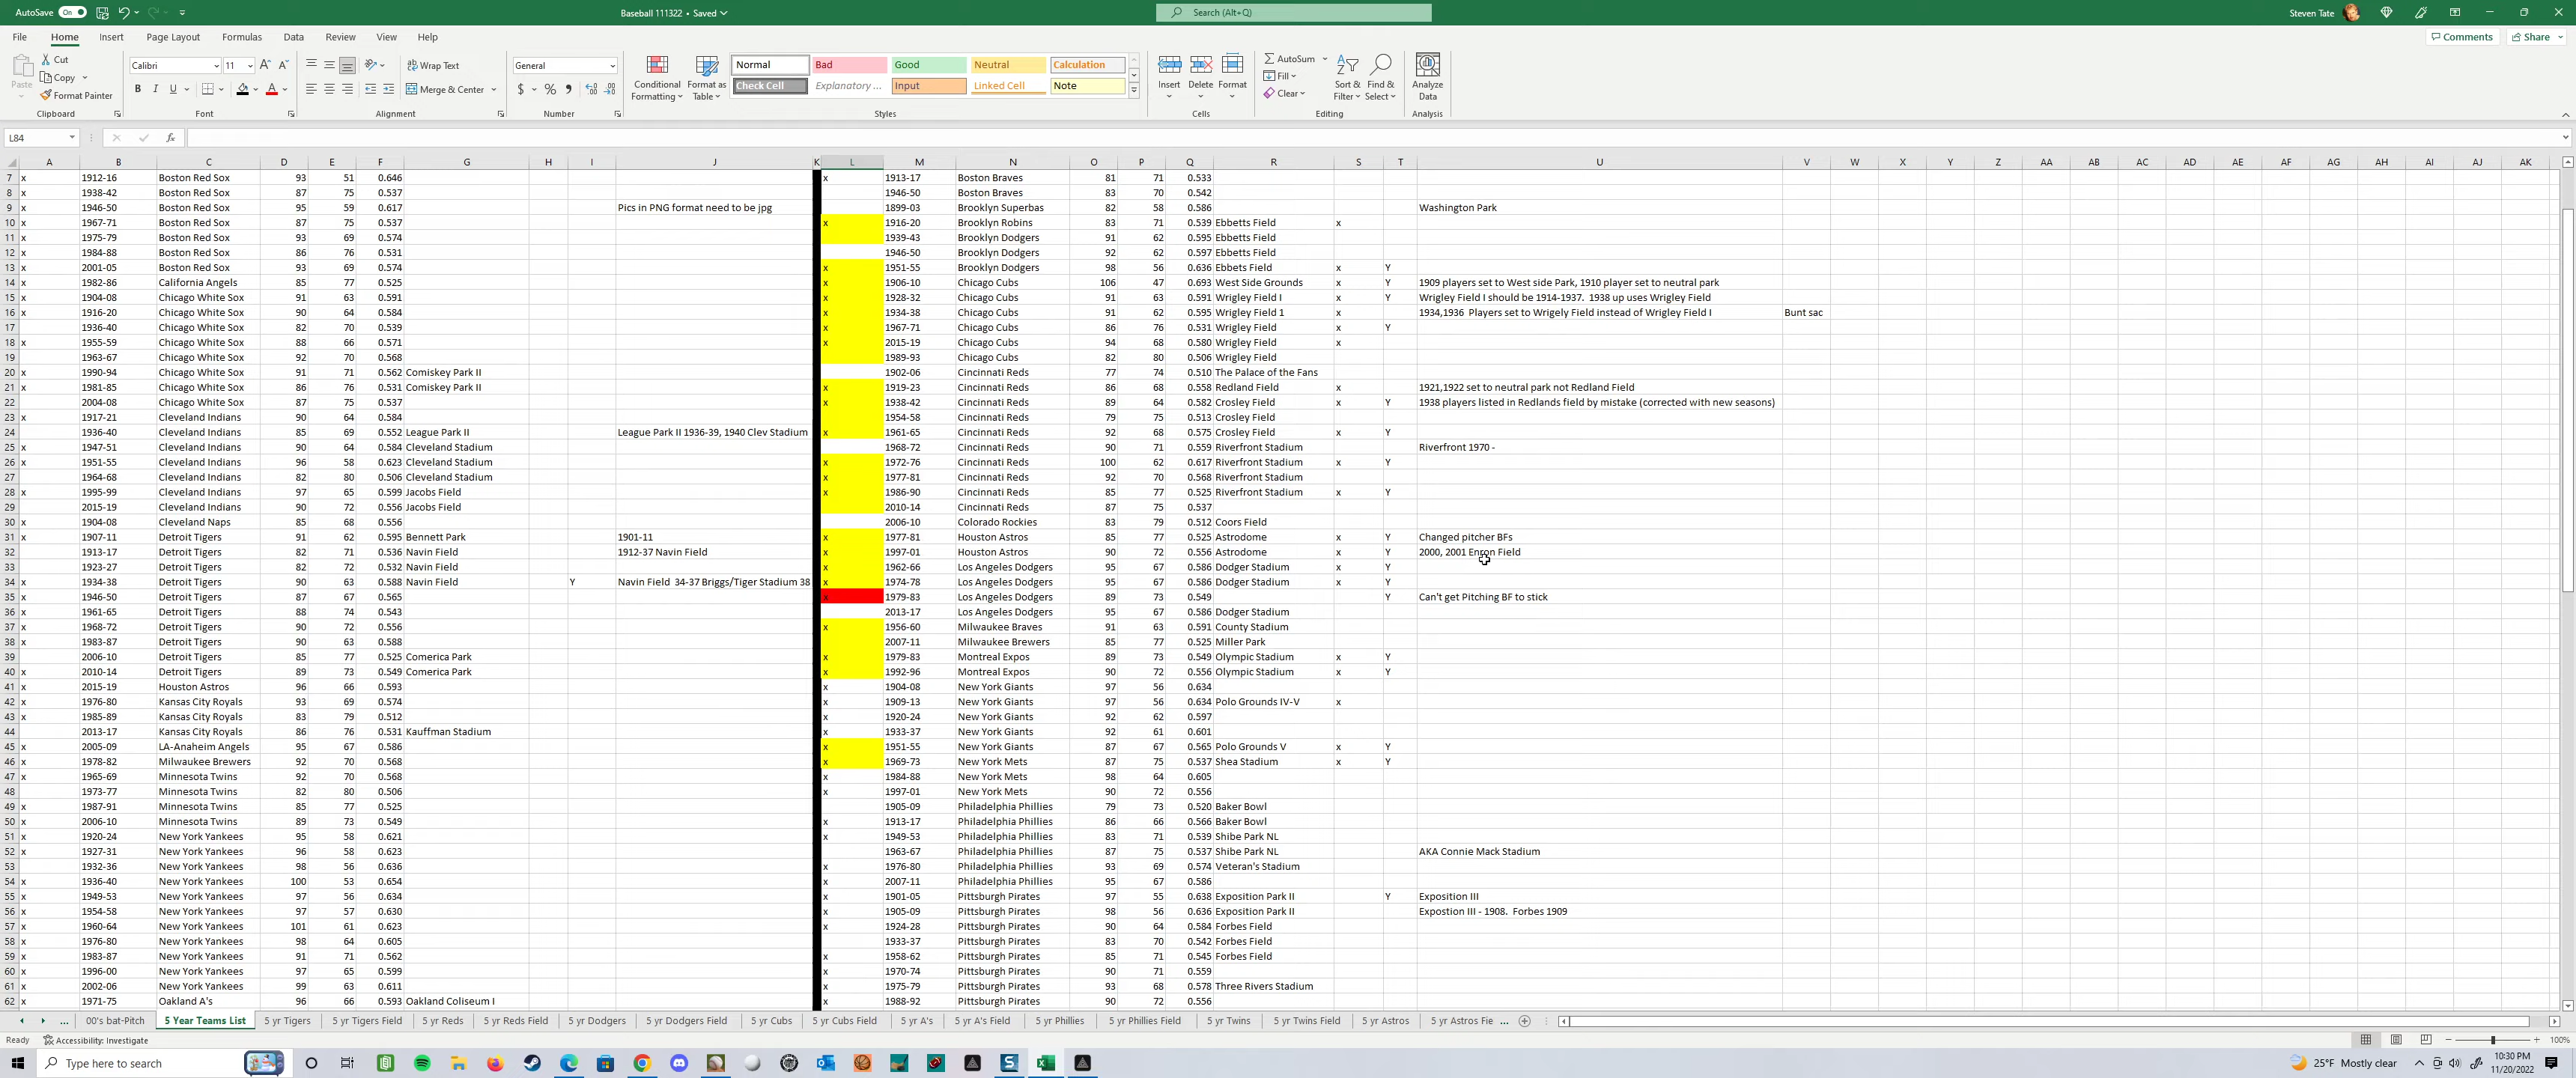 AutoSave On Baseball 111322 • Saved Search (Alt+Q) Steven Tate
File Home Insert Page Layout Formulas Data Review View Help Comments Share
Paste Cut Copy Format Painter Clipboard
Calibri 11 B I U Font
Wrap Text Merge & Center Alignment
General $ % Number
Conditional Formatting Format as Table
Normal Bad Good Neutral Calculation
Check Cell Explanatory ... Input Linked Cell Note
Styles
Insert Delete Format Cells
AutoSum Fill Clear Sort & Filter Find & Select Editing
Analyze Data Analysis
L84 fx
A B C D E F G H I J K L M N O P Q R S T U V W X Y Z AA AB AC AD AE AF AG AH AI AJ AK
7 x 1912-16 Boston Red Sox 93 51 0.646 x 1913-17 Boston Braves 81 71 0.533
8 x 1938-42 Boston Red Sox 87 75 0.537 1946-50 Boston Braves 83 70 0.542
9 x 1946-50 Boston Red Sox 95 59 0.617 Pics in PNG format need to be jpg 1899-03 Brooklyn Superbas 82 58 0.586 Washington Park
10 x 1967-71 Boston Red Sox 87 75 0.537 x 1916-20 Brooklyn Robins 83 71 0.539 Ebbetts Field x
11 x 1975-79 Boston Red Sox 93 69 0.574 1939-43 Brooklyn Dodgers 91 62 0.595 Ebbetts Field
12 x 1984-88 Boston Red Sox 86 76 0.531 1946-50 Brooklyn Dodgers 92 62 0.597 Ebbetts Field
13 x 2001-05 Boston Red Sox 93 69 0.574 x 1951-55 Brooklyn Dodgers 98 56 0.636 Ebbets Field x Y
14 x 1982-86 California Angels 85 77 0.525 x 1906-10 Chicago Cubs 106 47 0.693 West Side Grounds x Y 1909 players set to West side Park, 1910 player set to neutral park
15 x 1904-08 Chicago White Sox 91 63 0.591 x 1928-32 Chicago Cubs 91 63 0.591 Wrigley Field I x Y Wrigley Field I should be 1914-1937. 1938 up uses Wrigley Field
16 x 1916-20 Chicago White Sox 90 64 0.584 x 1934-38 Chicago Cubs 91 62 0.595 Wrigley Field 1 x 1934,1936 Players set to Wrigely Field instead of Wrigley Field I Bunt sac
17 1936-40 Chicago White Sox 82 70 0.539 x 1967-71 Chicago Cubs 86 76 0.531 Wrigley Field x Y
18 x 1955-59 Chicago White Sox 88 66 0.571 x 2015-19 Chicago Cubs 94 68 0.580 Wrigley Field x
19 1963-67 Chicago White Sox 92 70 0.568 1989-93 Chicago Cubs 82 80 0.506 Wrigley Field
20 x 1990-94 Chicago White Sox 91 71 0.562 Comiskey Park II 1902-06 Cincinnati Reds 77 74 0.510 The Palace of the Fans
21 x 1981-85 Chicago White Sox 86 76 0.531 Comiskey Park II x 1919-23 Cincinnati Reds 86 68 0.558 Redland Field x 1921,1922 set to neutral park not Redland Field
22 2004-08 Chicago White Sox 87 75 0.537 x 1938-42 Cincinnati Reds 89 64 0.582 Crosley Field x Y 1938 players listed in Redlands field by mistake (corrected with new seasons)
23 x 1917-21 Cleveland Indians 90 64 0.584 1954-58 Cincinnati Reds 79 75 0.513 Crosley Field
24 1936-40 Cleveland Indians 85 69 0.552 League Park II League Park II 1936-39, 1940 Clev Stadium x 1961-65 Cincinnati Reds 92 68 0.575 Crosley Field x Y
25 x 1947-51 Cleveland Indians 90 64 0.584 Cleveland Stadium 1968-72 Cincinnati Reds 90 71 0.559 Riverfront Stadium Riverfront 1970 -
26 x 1951-55 Cleveland Indians 96 58 0.623 Cleveland Stadium x 1972-76 Cincinnati Reds 100 62 0.617 Riverfront Stadium x Y
27 1964-68 Cleveland Indians 82 80 0.506 Cleveland Stadium x 1977-81 Cincinnati Reds 92 70 0.568 Riverfront Stadium
28 x 1995-99 Cleveland Indians 97 65 0.599 Jacobs Field x 1986-90 Cincinnati Reds 85 77 0.525 Riverfront Stadium x Y
29 2015-19 Cleveland Indians 90 72 0.556 Jacobs Field 2010-14 Cincinnati Reds 87 75 0.537
30 x 1904-08 Cleveland Naps 85 68 0.556 2006-10 Colorado Rockies 83 79 0.512 Coors Field
31 x 1907-11 Detroit Tigers 91 62 0.595 Bennett Park 1901-11 x 1977-81 Houston Astros 85 77 0.525 Astrodome x Y Changed pitcher BFs
32 1913-17 Detroit Tigers 82 71 0.536 Navin Field 1912-37 Navin Field x 1997-01 Houston Astros 90 72 0.556 Astrodome x Y 2000, 2001 Enron Field
33 1923-27 Detroit Tigers 82 72 0.532 Navin Field x 1962-66 Los Angeles Dodgers 95 67 0.586 Dodger Stadium x Y
34 x 1934-38 Detroit Tigers 90 63 0.588 Navin Field Y Navin Field 34-37 Briggs/Tiger Stadium 38 x 1974-78 Los Angeles Dodgers 95 67 0.586 Dodger Stadium x Y
35 x 1946-50 Detroit Tigers 87 67 0.565 x 1979-83 Los Angeles Dodgers 89 73 0.549 Y Can't get Pitching BF to stick
36 x 1961-65 Detroit Tigers 88 74 0.543 2013-17 Los Angeles Dodgers 95 67 0.586 Dodger Stadium
37 x 1968-72 Detroit Tigers 90 72 0.556 x 1956-60 Milwaukee Braves 91 63 0.591 County Stadium
38 x 1983-87 Detroit Tigers 90 63 0.588 2007-11 Milwaukee Brewers 85 77 0.525 Miller Park
39 2006-10 Detroit Tigers 85 77 0.525 Comerica Park x 1979-83 Montreal Expos 89 73 0.549 Olympic Stadium x Y
40 x 2010-14 Detroit Tigers 89 73 0.549 Comerica Park x 1992-96 Montreal Expos 90 72 0.556 Olympic Stadium x Y
41 x 2015-19 Houston Astros 96 66 0.593 x 1904-08 New York Giants 97 56 0.634
42 x 1976-80 Kansas City Royals 93 69 0.574 x 1909-13 New York Giants 97 56 0.634 Polo Grounds IV-V x
43 x 1985-89 Kansas City Royals 83 79 0.512 x 1920-24 New York Giants 92 62 0.597
44 2013-17 Kansas City Royals 86 76 0.531 Kauffman Stadium x 1933-37 New York Giants 92 61 0.601
45 x 2005-09 LA-Anaheim Angels 95 67 0.586 x 1951-55 New York Giants 87 67 0.565 Polo Grounds V x Y
46 x 1978-82 Milwaukee Brewers 92 70 0.568 x 1969-73 New York Mets 87 75 0.537 Shea Stadium x Y
47 x 1965-69 Minnesota Twins 92 70 0.568 x 1984-88 New York Mets 98 64 0.605
48 1973-77 Minnesota Twins 82 80 0.506 x 1997-01 New York Mets 90 72 0.556
49 x 1987-91 Minnesota Twins 85 77 0.525 1905-09 Philadelphia Phillies 79 73 0.520 Baker Bowl
50 x 2006-10 Minnesota Twins 89 73 0.549 x 1913-17 Philadelphia Phillies 86 66 0.566 Baker Bowl
51 x 1920-24 New York Yankees 95 58 0.621 x 1949-53 Philadelphia Phillies 83 71 0.539 Shibe Park NL
52 x 1927-31 New York Yankees 96 58 0.623 1963-67 Philadelphia Phillies 87 75 0.537 Shibe Park NL AKA Connie Mack Stadium
53 1932-36 New York Yankees 98 56 0.636 x 1976-80 Philadelphia Phillies 93 69 0.574 Veteran's Stadium
54 x 1936-40 New York Yankees 100 53 0.654 x 2007-11 Philadelphia Phillies 95 67 0.586
55 x 1949-53 New York Yankees 97 56 0.634 x 1901-05 Pittsburgh Pirates 97 55 0.638 Exposition Park II Y Exposition III
56 x 1954-58 New York Yankees 97 57 0.630 x 1905-09 Pittsburgh Pirates 98 56 0.636 Exposition Park II Expostion III - 1908. Forbes 1909
57 x 1960-64 New York Yankees 101 61 0.623 x 1924-28 Pittsburgh Pirates 90 64 0.584 Forbes Field
58 x 1976-80 New York Yankees 98 64 0.605 1933-37 Pittsburgh Pirates 83 70 0.542 Forbes Field
59 x 1983-87 New York Yankees 91 71 0.562 x 1958-62 Pittsburgh Pirates 85 71 0.545 Forbes Field
60 x 1996-00 New York Yankees 97 65 0.599 x 1970-74 Pittsburgh Pirates 90 71 0.559
61 x 2002-06 New York Yankees 99 63 0.611 x 1975-79 Pittsburgh Pirates 93 68 0.578 Three Rivers Stadium
62 x 1971-75 Oakland A's 96 66 0.593 Oakland Coliseum I x 1988-92 Pittsburgh Pirates 90 72 0.556
... 00's bat-Pitch 5 Year Teams List 5 yr Tigers 5 yr Tigers Field 5 yr Reds 5 yr Reds Field 5 yr Dodgers 5 yr Dodgers Field 5 yr Cubs 5 yr Cubs Field 5 yr A's 5 yr A's Field 5 yr Phillies 5 yr Phillies Field 5 yr Twins 5 yr Twins Field 5 yr Astros 5 yr Astros Fie ...
Ready Accessibility: Investigate 100%
Type here to search 25°F Mostly clear 10:30 PM
11/20/2022